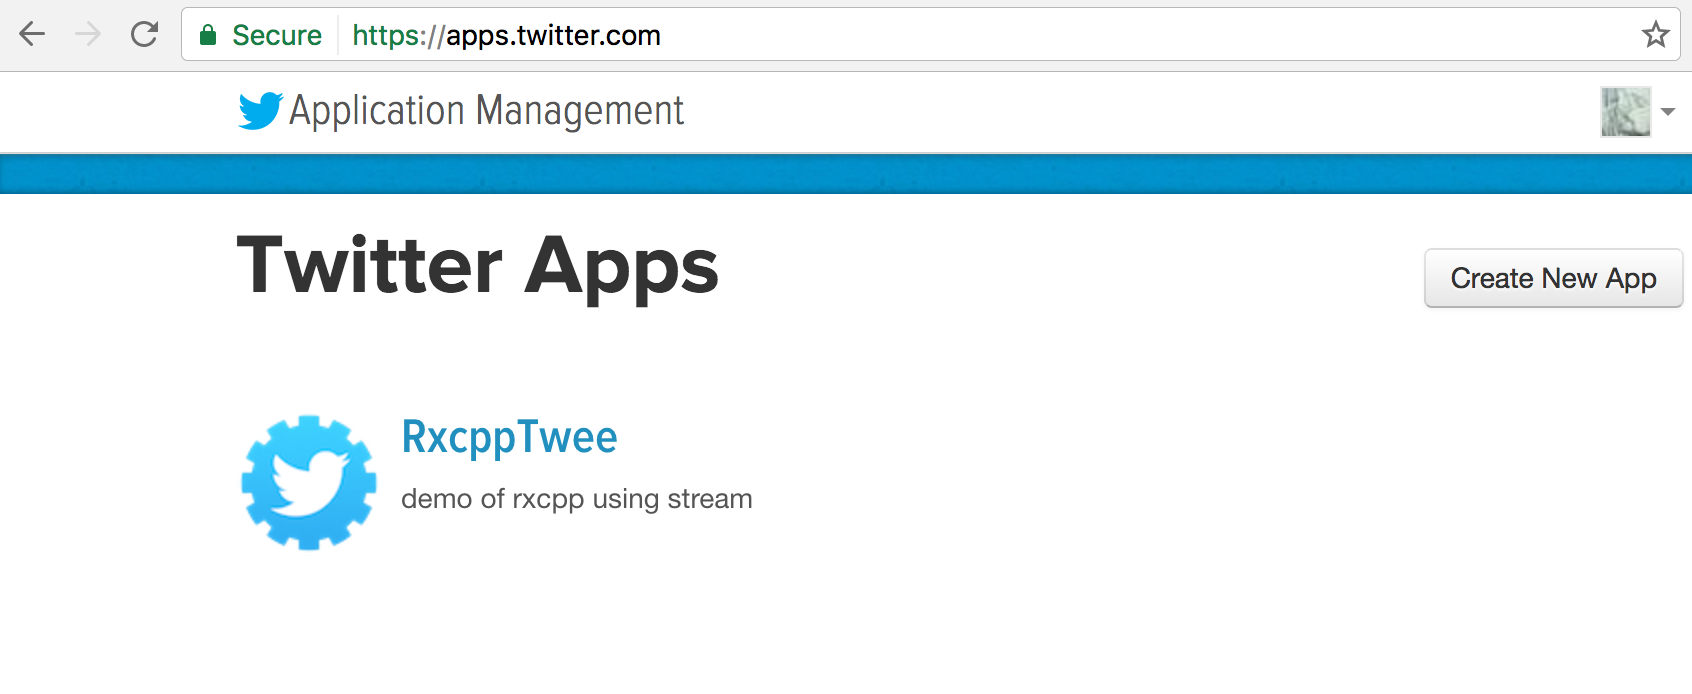 Secure https://apps.twitter.com
Application Management
Twitter Apps
Create New App
RxcppTwee
demo of rxcpp using stream